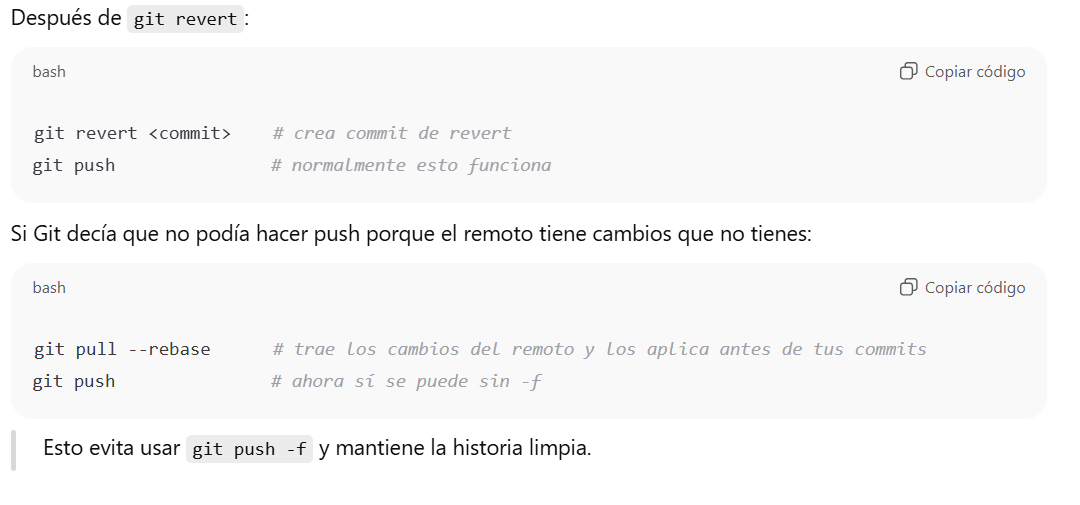 Después de git revert:
bash Copiar código
git revert <commit> # crea commit de revert
git push # normalmente esto funciona
Si Git decía que no podía hacer push porque el remoto tiene cambios que no tienes:
bash Copiar código
git pull --rebase # trae los cambios del remoto y los aplica antes de tus commits
git push # ahora sí se puede sin -f
Esto evita usar git push -f y mantiene la historia limpia.